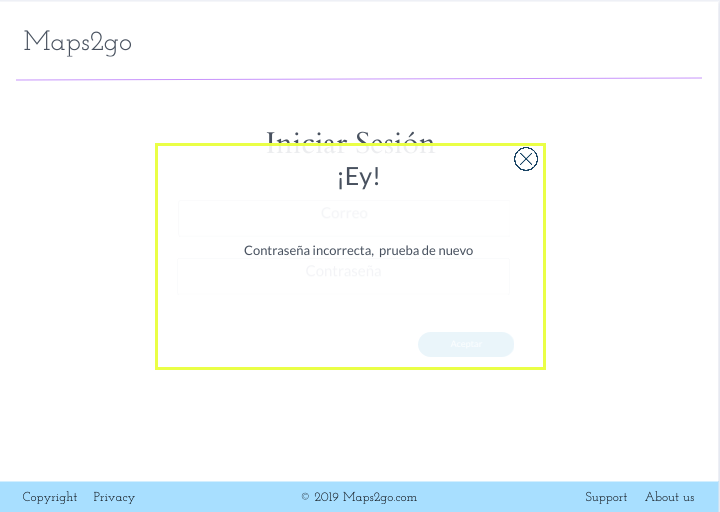 Maps2go
Iniciar Sesión
¡Ey!
Correo
Contraseña incorrecta, prueba de nuevo
Contraseña
Copyright Privacy © 2019 Maps2go.com Support About us